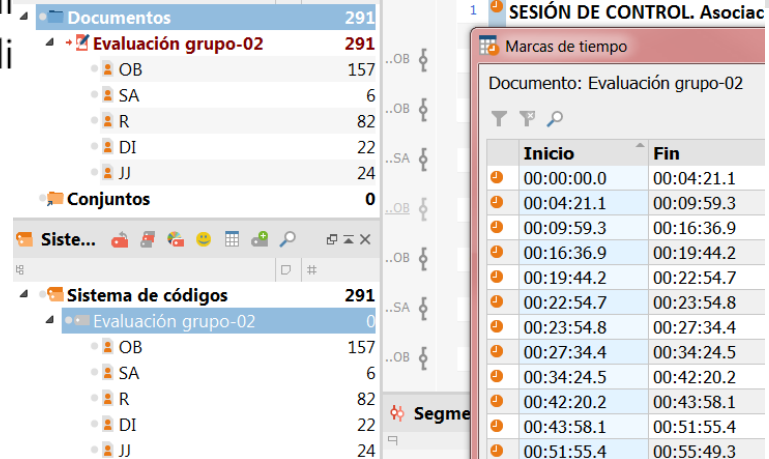 li
Documentos 291
Evaluación grupo-02 291
OB 157
SA 6
R 82
DI 22
JJ 24
Conjuntos 0
Siste...
#
Sistema de códigos 291
Evaluación grupo-02 0
OB 157
SA 6
R 82
DI 22
JJ 24
..OB
..OB
..SA
..OB
..OB
..SA
..OB
Segme
1 SESIÓN DE CONTROL. Asociac
Marcas de tiempo
Documento: Evaluación grupo-02
Inicio Fin
00:00:00.0 00:04:21.1
00:04:21.1 00:09:59.3
00:09:59.3 00:16:36.9
00:16:36.9 00:19:44.2
00:19:44.2 00:22:54.7
00:22:54.7 00:23:54.8
00:23:54.8 00:27:34.4
00:27:34.4 00:34:24.5
00:34:24.5 00:42:20.2
00:42:20.2 00:43:58.1
00:43:58.1 00:51:55.4
00:51:55.4 00:55:49.3